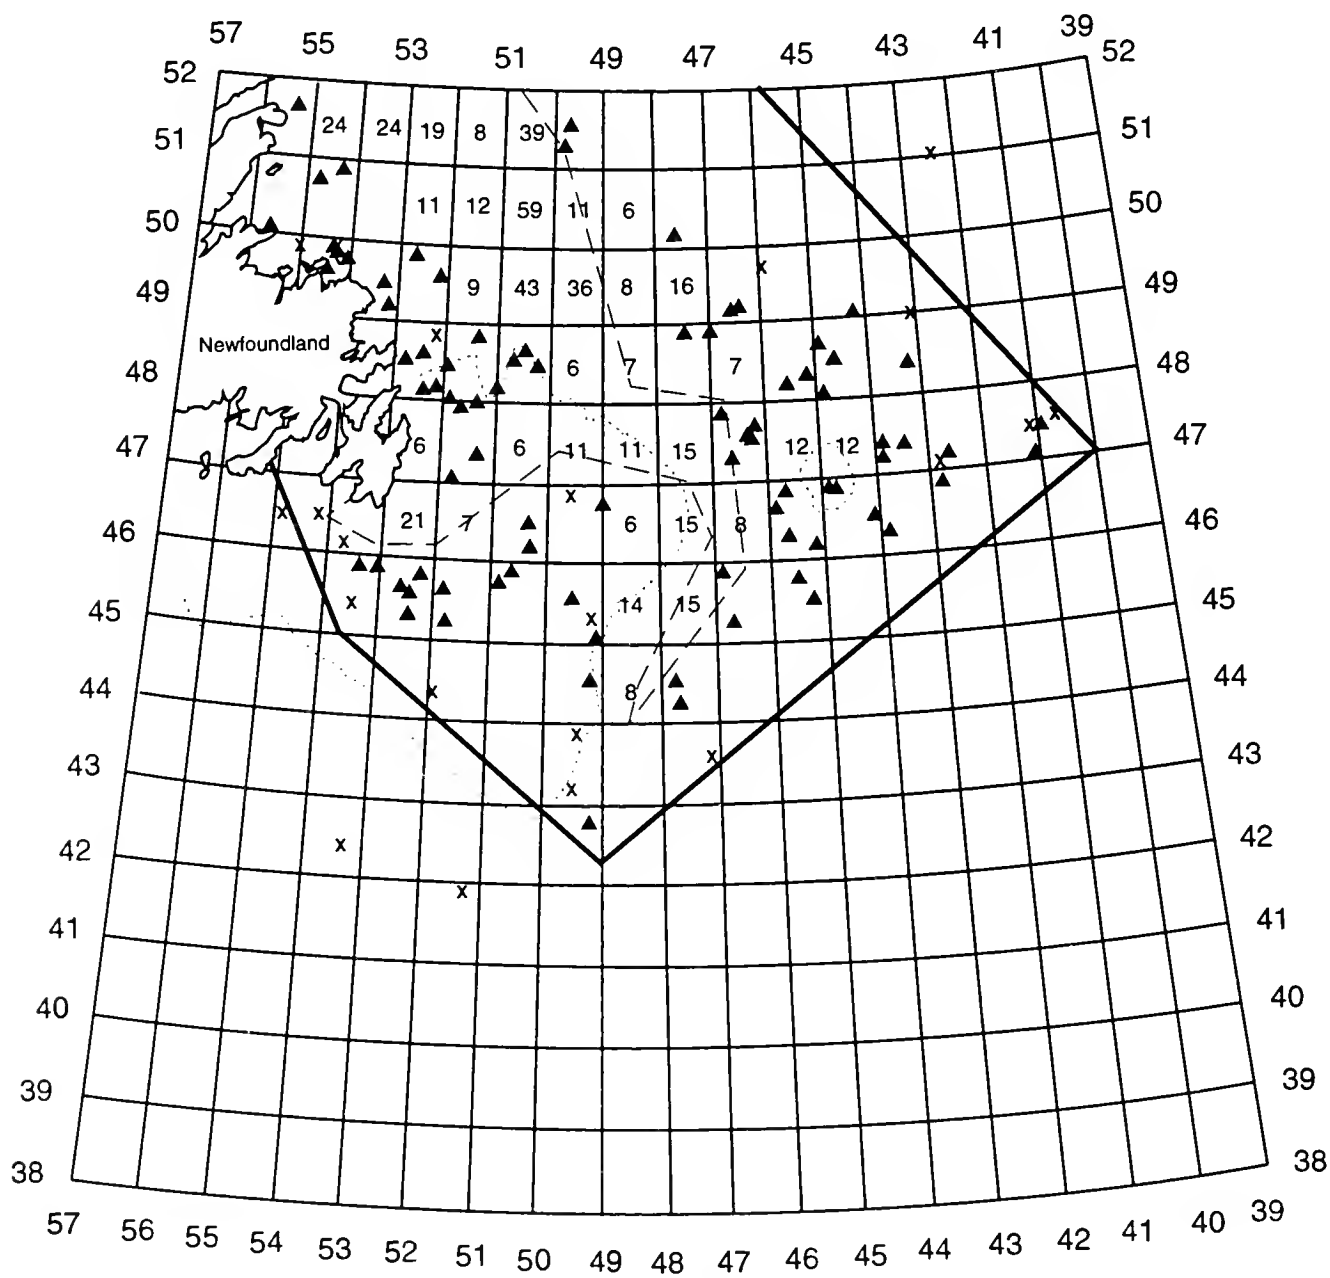 57 55 53 51 49 47 45 43 41 39
52 52
24 24 19 8 39
51 x 51
11 12 59 11 6
50 50
x x
9 43 36 8 16
49 x 49
x
Newfoundland
6 7 7
48 48
x x
6 6 11 11 15 12 12
47 x 47
x
x x 21 7 6 15 8
46 x 46
x 14 15
45 x 45
8
44 x 44
x
x
43 43
x
42 x 42
x
41 41
40 40
39 39
38 38
57 56 55 54 53 52 51 50 49 48 47 46 45 44 43 42 41 40 39